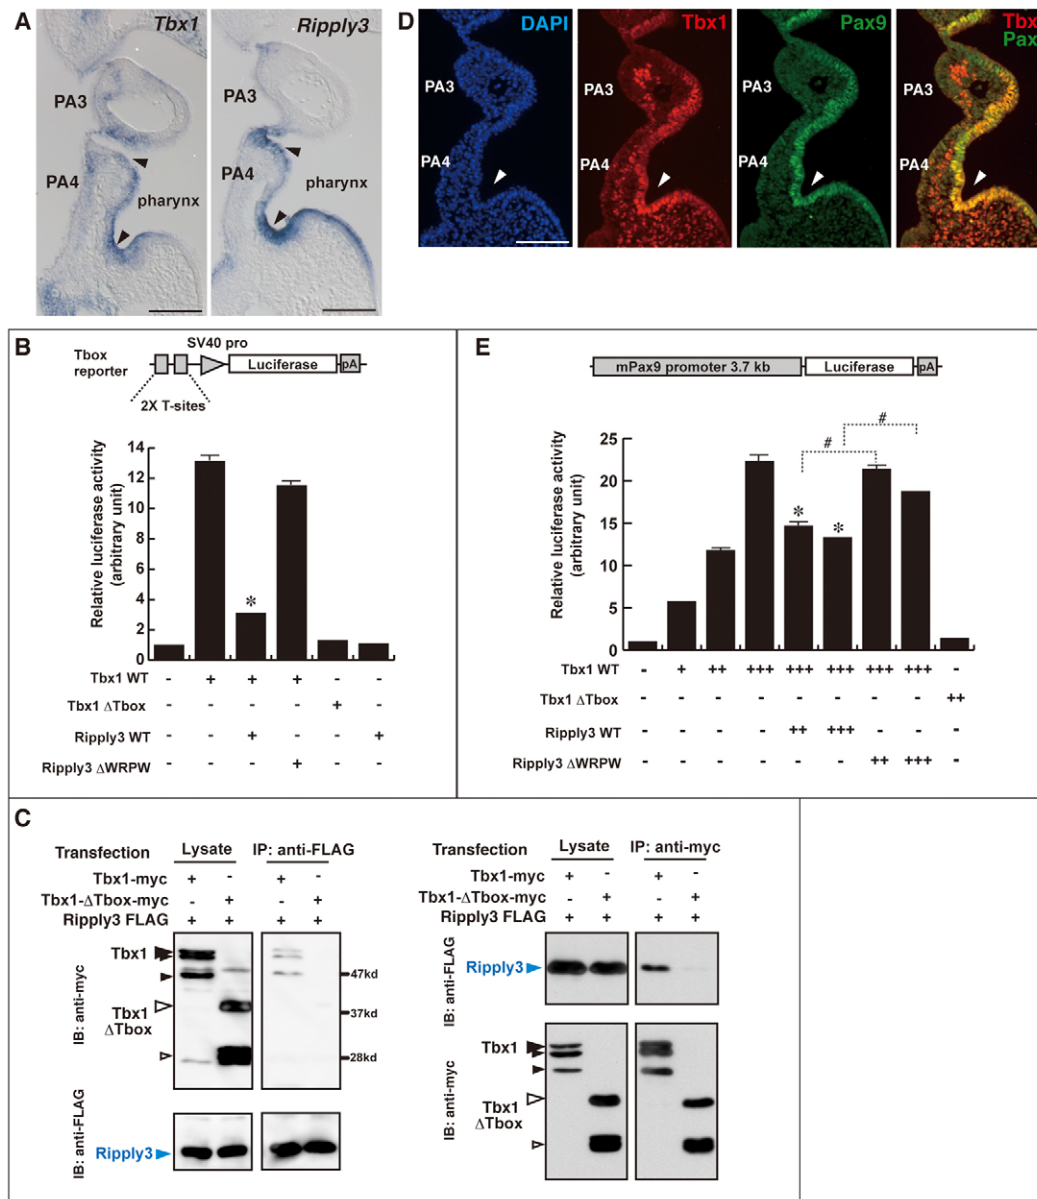 A
Tbx1
Ripply3
PA3
PA4
pharynx
PA3
PA4
pharynx
D
DAPI
Tbx1
Pax9
Tbx
Pax
PA3
PA4
PA3
PA4
PA3
PA4
PA3
PA4
B
Tbox reporter
SV40 pro
Luciferase
pA
2X T-sites
Relative luciferase activity
(arbitrary unit)
14
12
10
8
6
4
2
0
*
Tbx1 WT - + + + - -
Tbx1 ΔTbox - - - - + -
Ripply3 WT - - + - - +
Ripply3 ΔWRPW - - - + - -
E
mPax9 promoter 3.7 kb
Luciferase
pA
Relative luciferase activity
(arbitrary unit)
25
20
15
10
5
0
* * # #
Tbx1 WT - + ++ +++ +++ +++ +++ +++ -
Tbx1 ΔTbox - - - - - - - - ++
Ripply3 WT - - - - ++ +++ - - -
Ripply3 ΔWRPW - - - - - - ++ +++ -
C
Transfection
Lysate
IP: anti-FLAG
Tbx1-myc + - + -
Tbx1-ΔTbox-myc - + - +
Ripply3 FLAG + + + +
IB: anti-myc
Tbx1
Tbx1
ΔTbox
47kd
37kd
28kd
IB: anti-FLAG
Ripply3
Transfection
Lysate
IP: anti-myc
Tbx1-myc + - + -
Tbx1-ΔTbox-myc - + - +
Ripply3 FLAG + + + +
IB: anti-FLAG
Ripply3
IB: anti-myc
Tbx1
Tbx1
ΔTbox